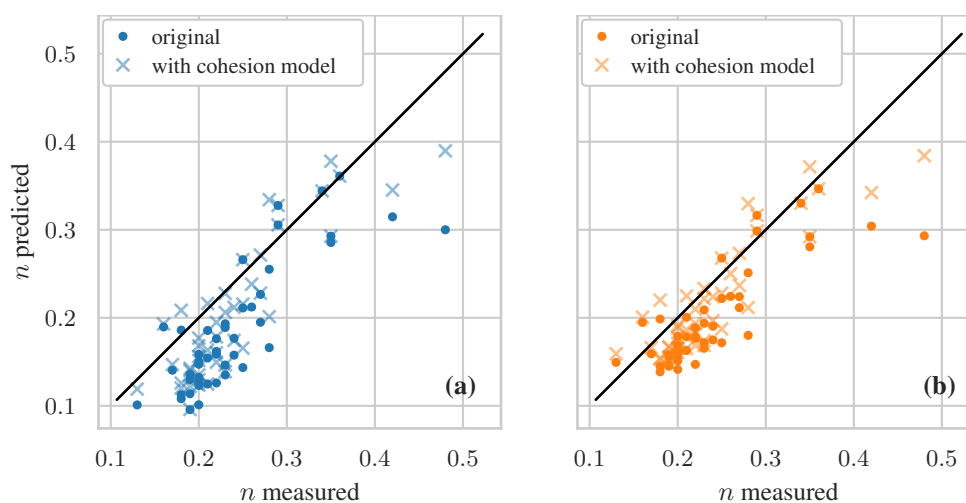 original
with cohesion model
0.5
0.4
0.3
0.2
0.1
n predicted
(a)
0.1 0.2 0.3 0.4 0.5
n measured
original
with cohesion model
(b)
0.1 0.2 0.3 0.4 0.5
n measured